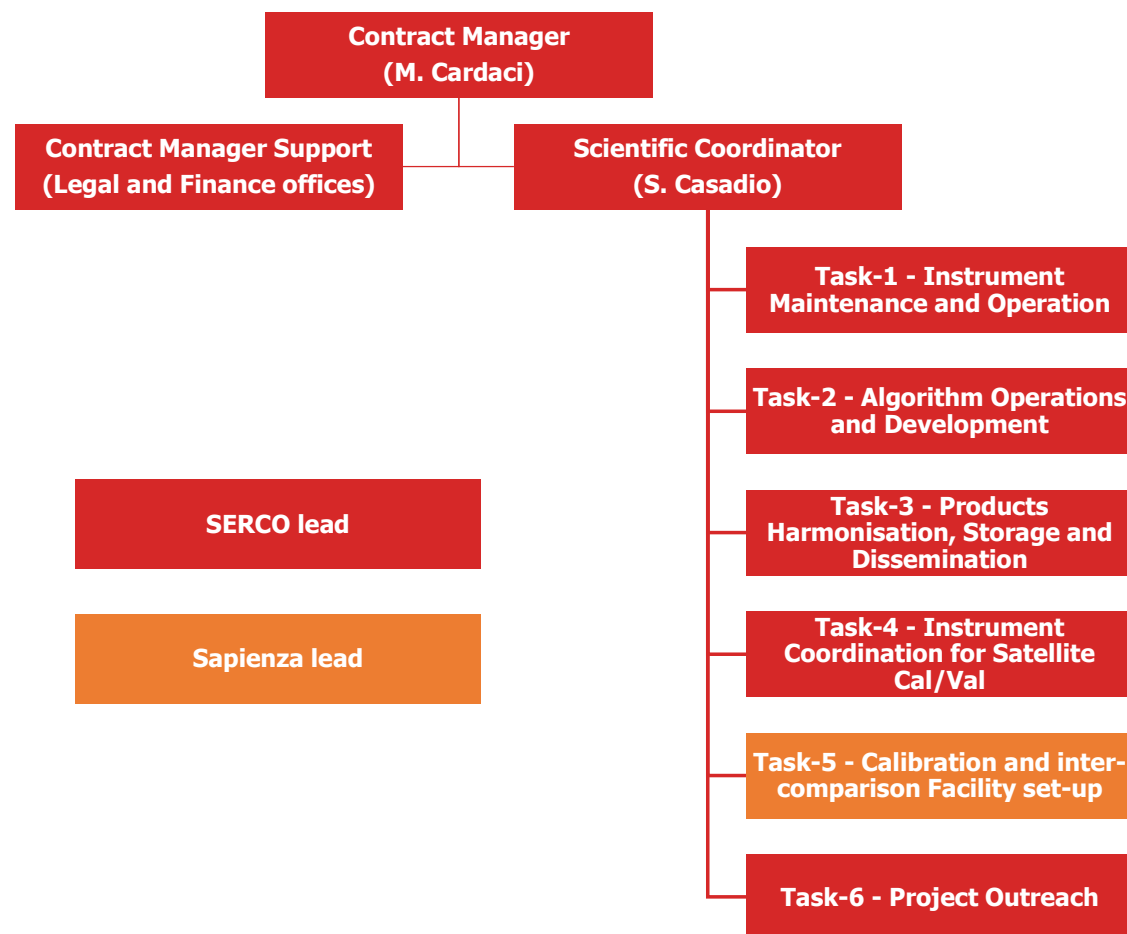 Contract Manager
(M. Cardaci)
Contract Manager Support
(Legal and Finance offices)
Scientific Coordinator
(S. Casadio)
Task-1 - Instrument
Maintenance and Operation
Task-2 - Algorithm Operations
and Development
Task-3 - Products
Harmonisation, Storage and
Dissemination
Task-4 - Instrument
Coordination for Satellite
Cal/Val
Task-5 - Calibration and inter-
comparison Facility set-up
Task-6 - Project Outreach
SERCO lead
Sapienza lead